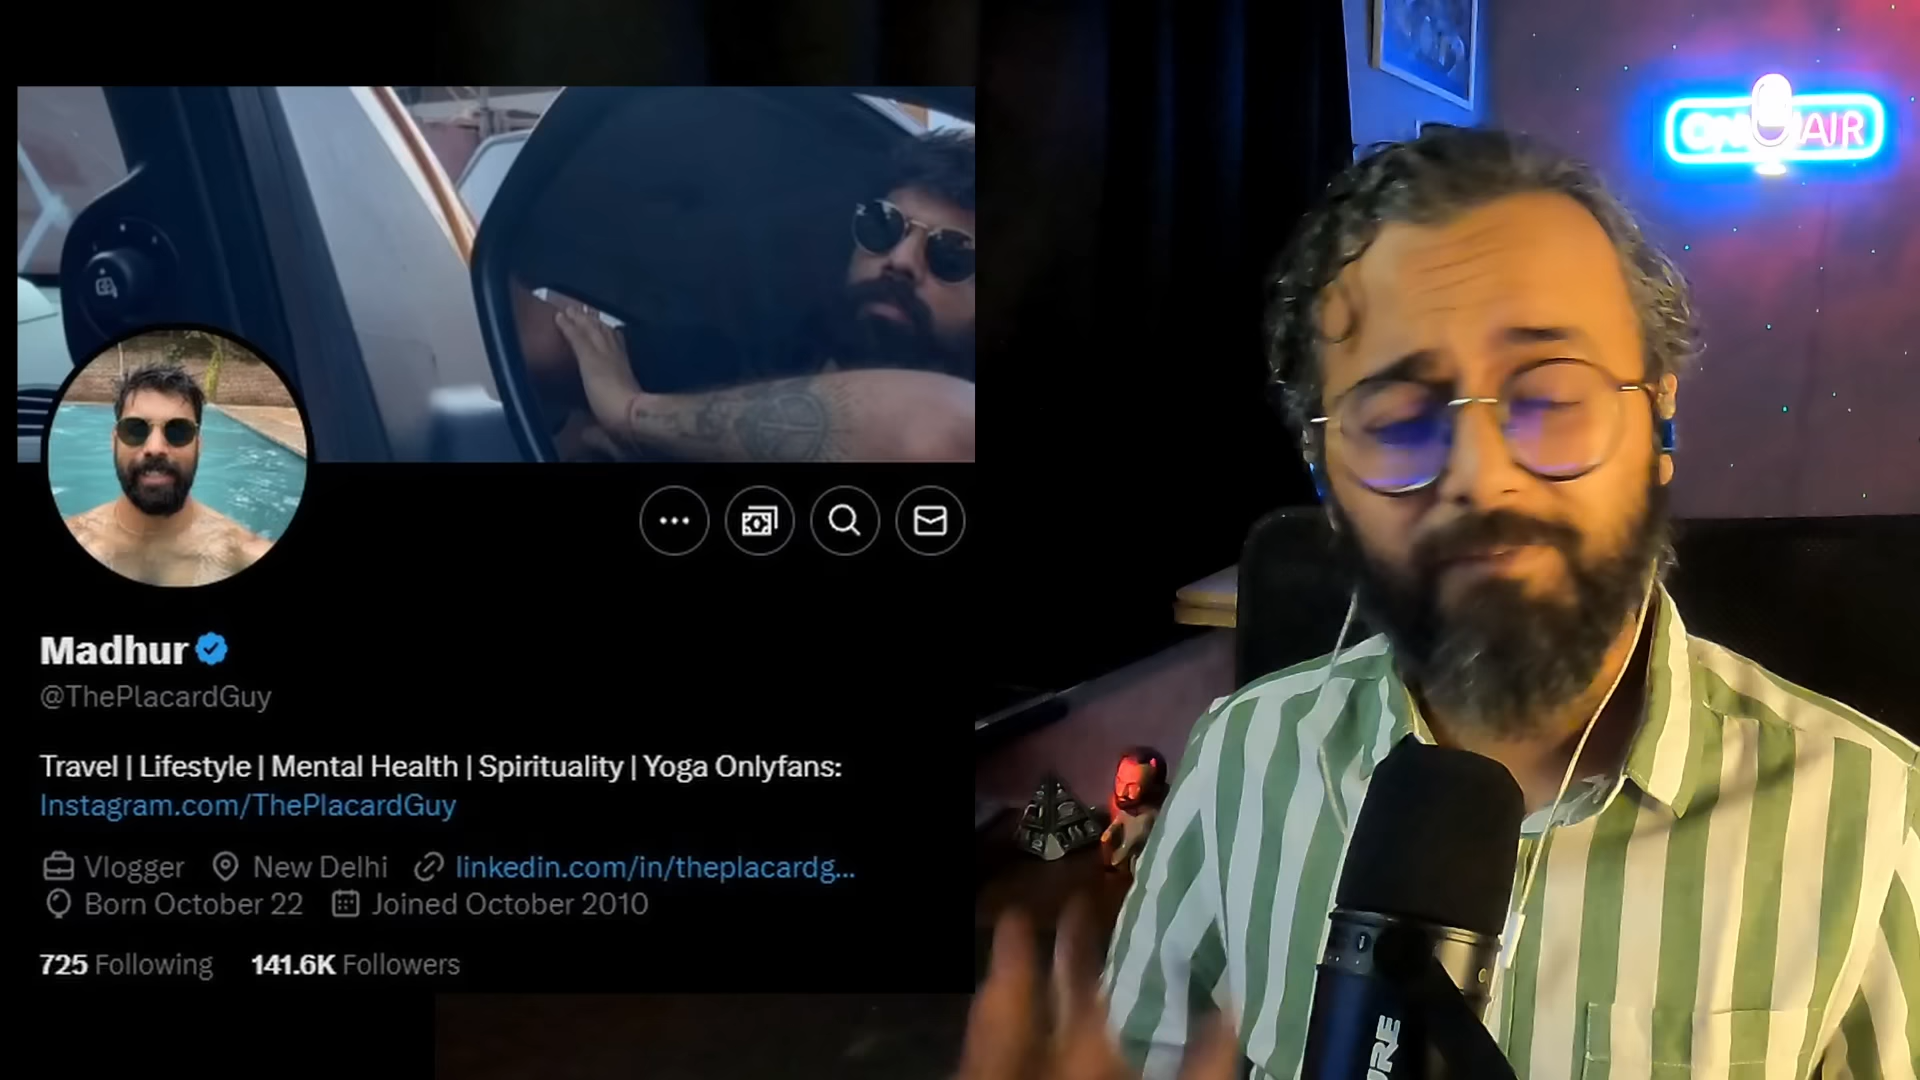 ON AIR
Madhur
@ThePlacardGuy
Travel | Lifestyle | Mental Health | Spirituality | Yoga Onlyfans:
Instagram.com/ThePlacardGuy
Vlogger New Delhi linkedin.com/in/theplacardg...
Born October 22 Joined October 2010
725 Following 141.6K Followers